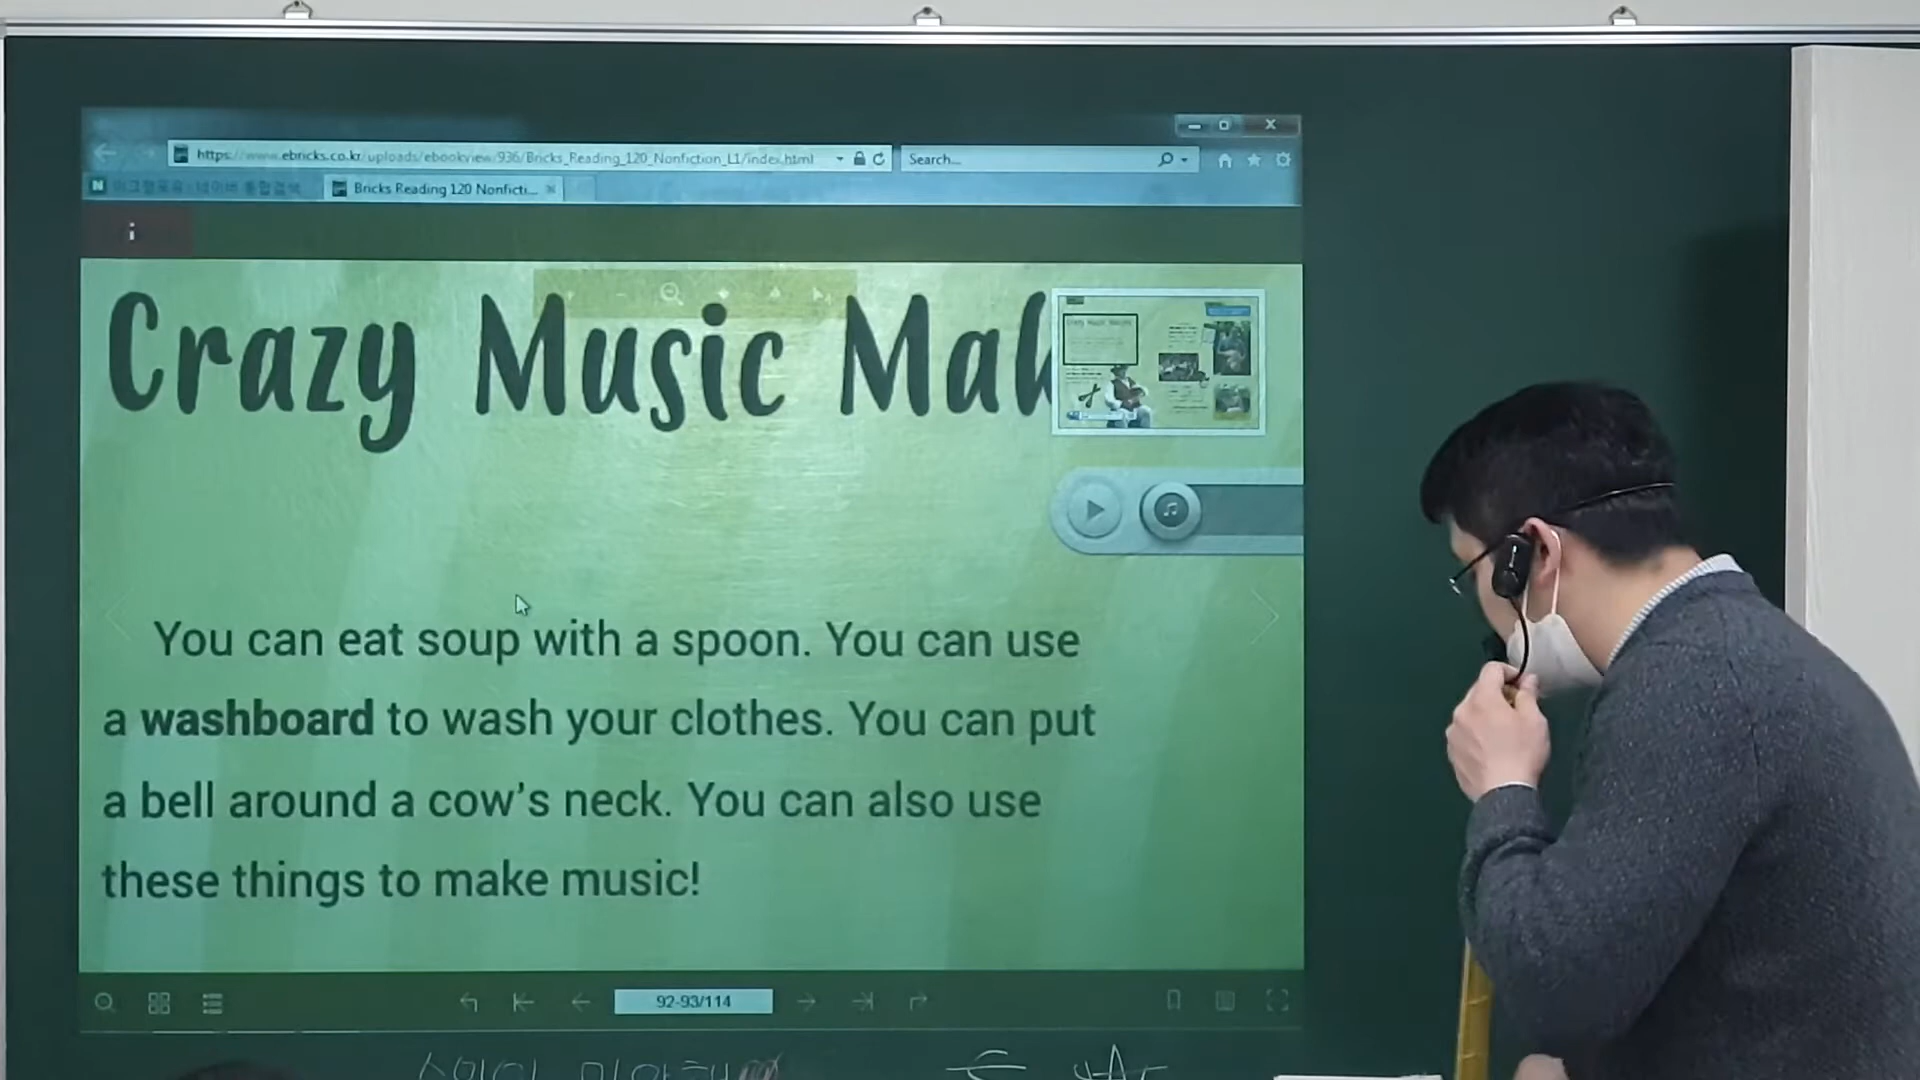 https://www.ebricks.co.kr/uploads/ebookview/936/Bricks_Reading_120_Nonfiction_L1/index.html
Search...
Bricks Reading 120 Nonficti...
Crazy Music Mak
You can eat soup with a spoon. You can use
a washboard to wash your clothes. You can put
a bell around a cow's neck. You can also use
these things to make music!
92-93/114